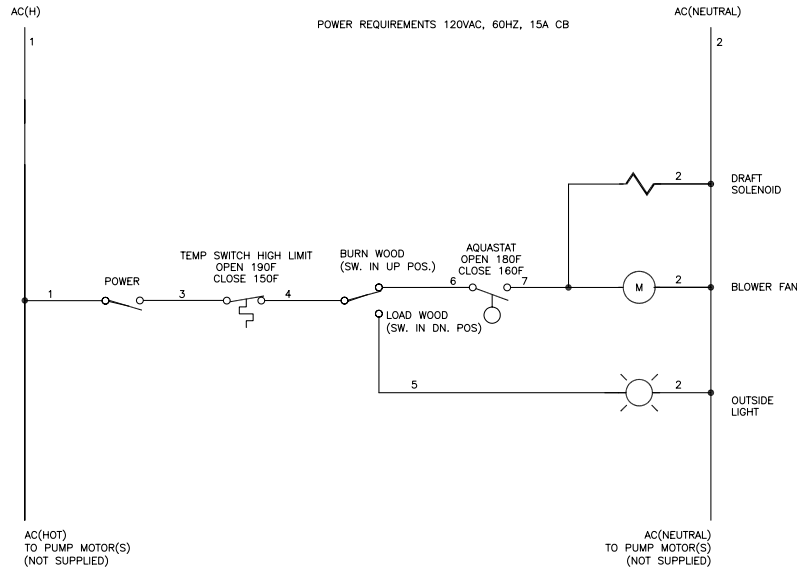 AC(H)
POWER REQUIREMENTS 120VAC, 60HZ, 15A CB
AC(NEUTRAL)
1
2
2
DRAFT
SOLENOID
TEMP SWITCH HIGH LIMIT
OPEN 190F
CLOSE 150F
BURN WOOD
(SW. IN UP POS.)
AQUASTAT
OPEN 180F
CLOSE 160F
POWER
1
3
4
6
7
M
2
BLOWER FAN
LOAD WOOD
(SW. IN DN. POS)
5
2
OUTSIDE
LIGHT
AC(HOT)
TO PUMP MOTOR(S)
(NOT SUPPLIED)
AC(NEUTRAL)
TO PUMP MOTOR(S)
(NOT SUPPLIED)